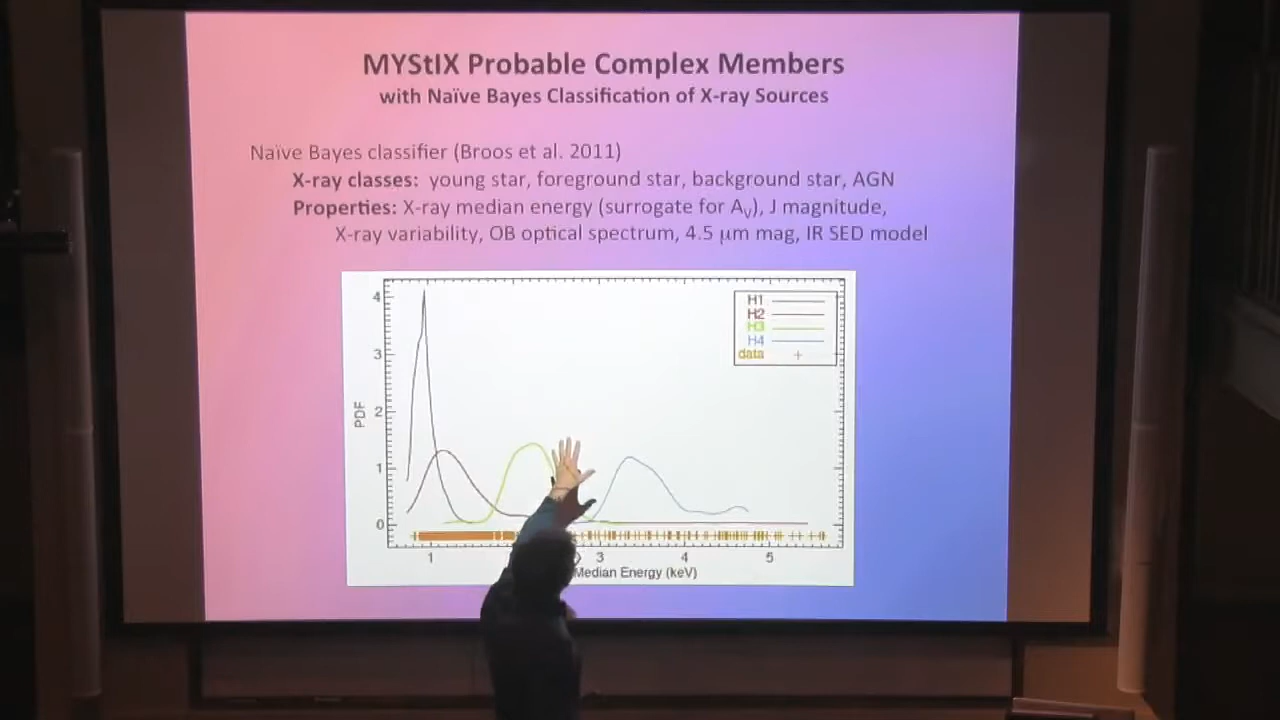 MYStIX Probable Complex Members
with Naïve Bayes Classification of X-ray Sources
Naïve Bayes classifier (Broos et al. 2011)
X-ray classes: young star, foreground star, background star, AGN
Properties: X-ray median energy (surrogate for AV), J magnitude,
X-ray variability, OB optical spectrum, 4.5 μm mag, IR SED model
H1
H2
H3
H4
data
4
3
2
1
0
PDF
1 3 4 5
Median Energy (keV)